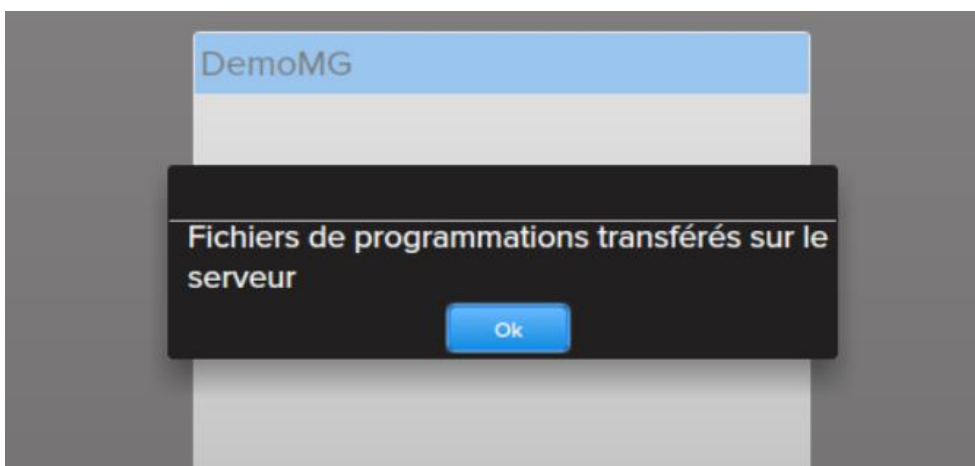 DemoMG
Fichiers de programmations transférés sur le
serveur
Ok